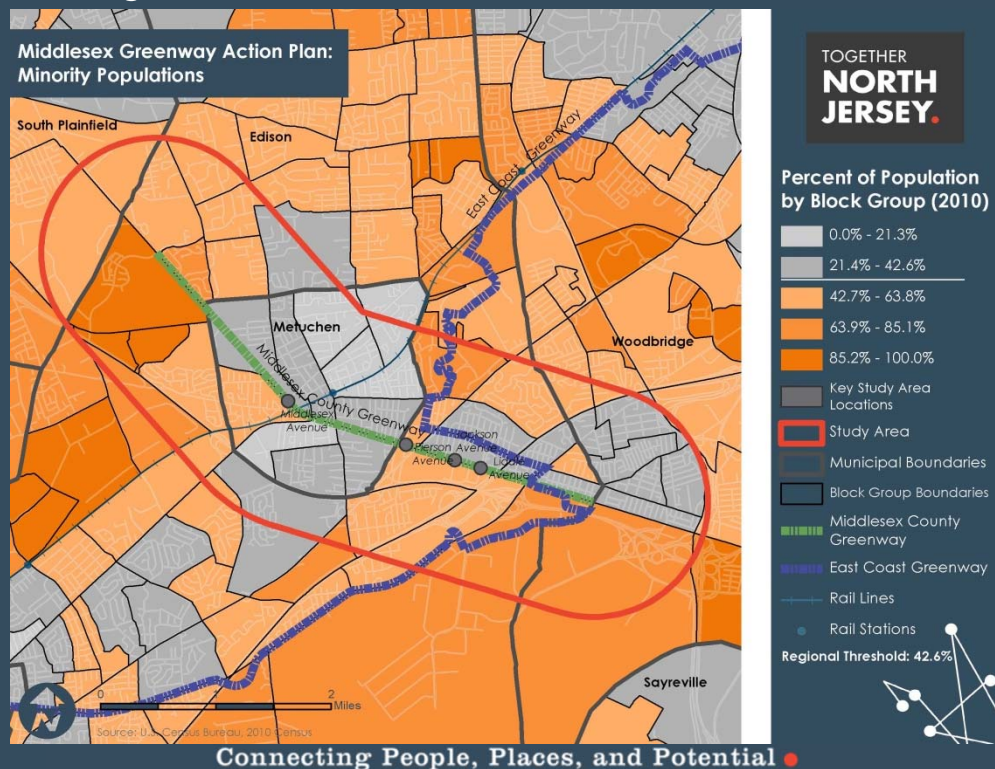 Middlesex Greenway Action Plan:
Minority Populations
South Plainfield
Edison
East Coast Greenway
Metuchen
Woodbridge
Middlesex County Greenway
Middlesex
Avenue
Pierson
Avenue
Jackson
Avenue
Liddle
Avenue
Sayreville
0 1 2
Miles
N
Source: U.S. Census Bureau, 2010 Census
TOGETHER
NORTH
JERSEY.
Percent of Population
by Block Group (2010)
0.0% - 21.3%
21.4% - 42.6%
42.7% - 63.8%
63.9% - 85.1%
85.2% - 100.0%
Key Study Area
Locations
Study Area
Municipal Boundaries
Block Group Boundaries
Middlesex County
Greenway
East Coast Greenway
Rail Lines
Rail Stations
Regional Threshold: 42.6%
Connecting People, Places, and Potential